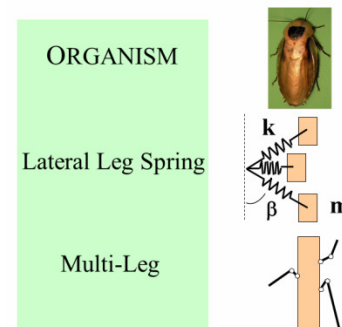 ORGANISM
k
Lateral Leg Spring
β
m
Multi-Leg